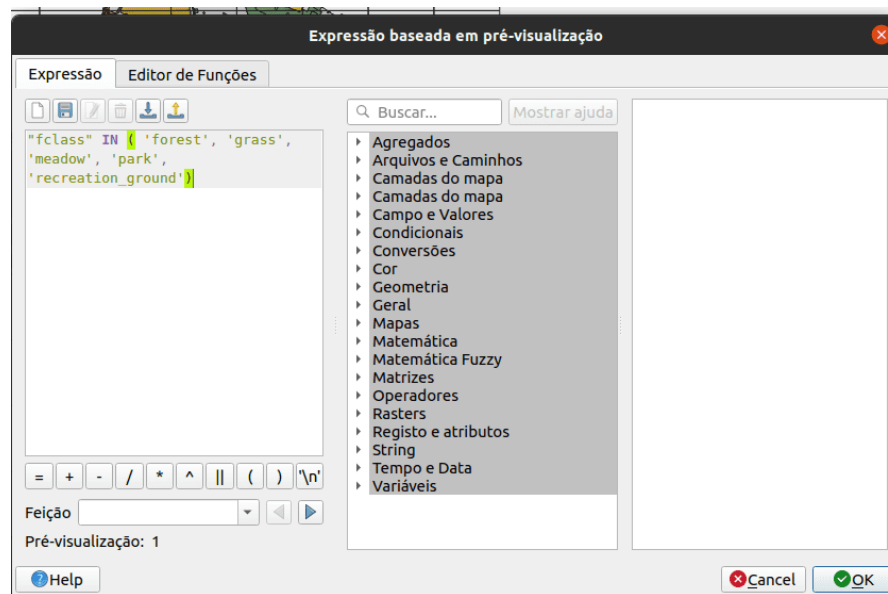 Expressão baseada em pré-visualização
Expressão
Editor de Funções
"fclass" IN ( 'forest', 'grass',
'meadow', 'park',
'recreation_ground')
= + - / * ^ || ( ) '\n'
Feição
Pré-visualização: 1
Buscar...
Mostrar ajuda
Agregados
Arquivos e Caminhos
Camadas do mapa
Camadas do mapa
Campo e Valores
Condicionais
Conversões
Cor
Geometria
Geral
Mapas
Matemática
Matemática Fuzzy
Matrizes
Operadores
Rasters
Registo e atributos
String
Tempo e Data
Variáveis
Help
Cancel
OK